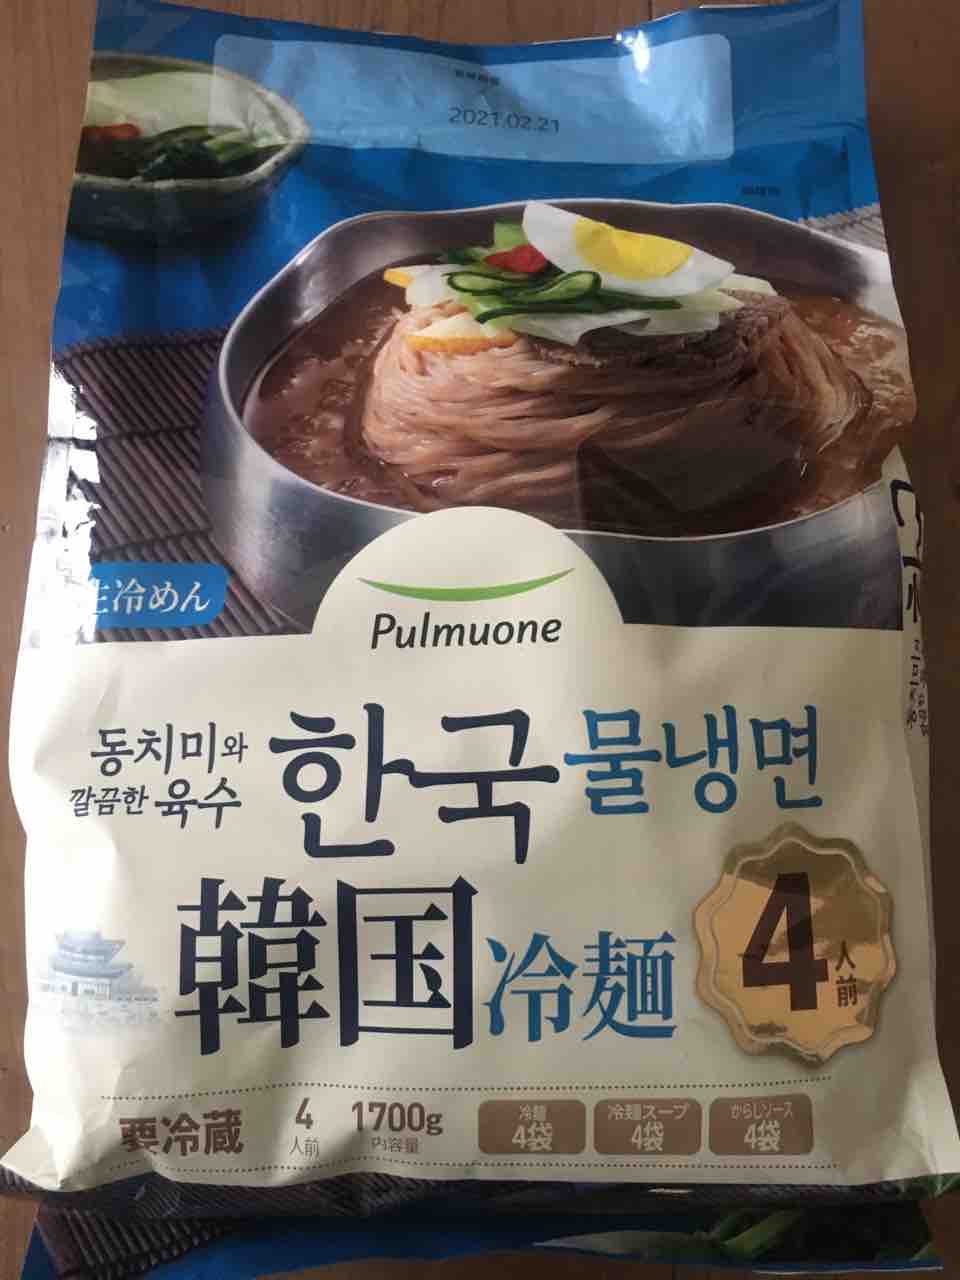 2021.02.21
生冷めん
Pulmuone
동치미와
깔끔한 육수
한국 물냉면
韓国冷麺
4人前
要冷蔵
4人前
1700g
内容量
冷麺
4袋
冷麺スープ
4袋
からしソース
4袋